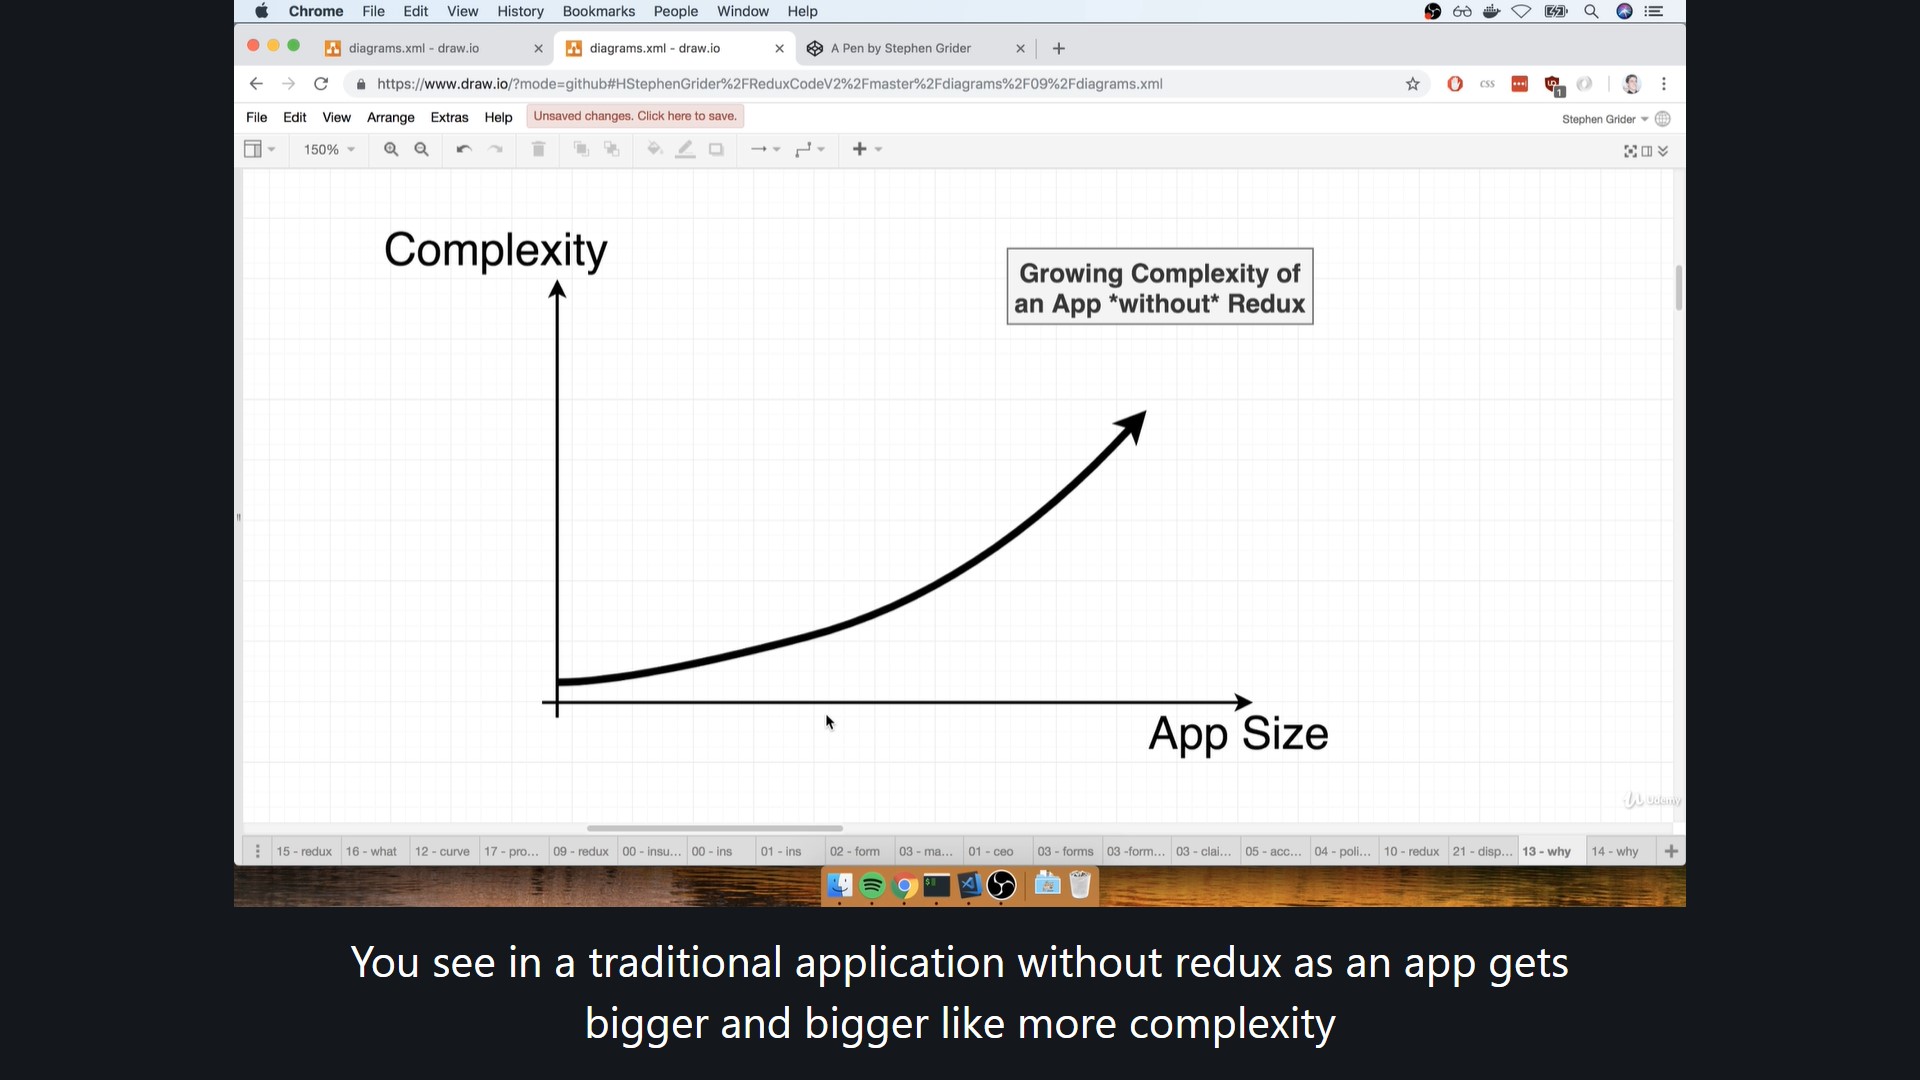 Chrome File Edit View History Bookmarks People Window Help
diagrams.xml - draw.io
diagrams.xml - draw.io
A Pen by Stephen Grider
https://www.draw.io/?mode=github#HStephenGrider%2FReduxCodeV2%2Fmaster%2Fdiagrams%2F09%2Fdiagrams.xml
css
1
File Edit View Arrange Extras Help
Unsaved changes. Click here to save.
Stephen Grider
150%
Complexity
Growing Complexity of
an App *without* Redux
App Size
Udemy
15 - redux 16 - what 12 - curve 17 - pro... 09 - redux 00 - insu... 00 - ins 01 - ins 02 - form 03 - ma... 01 - ceo 03 - forms 03 -form... 03 - clai... 05 - acc... 04 - poli... 10 - redux 21 - disp... 13 - why 14 - why
You see in a traditional application without redux as an app gets
bigger and bigger like more complexity